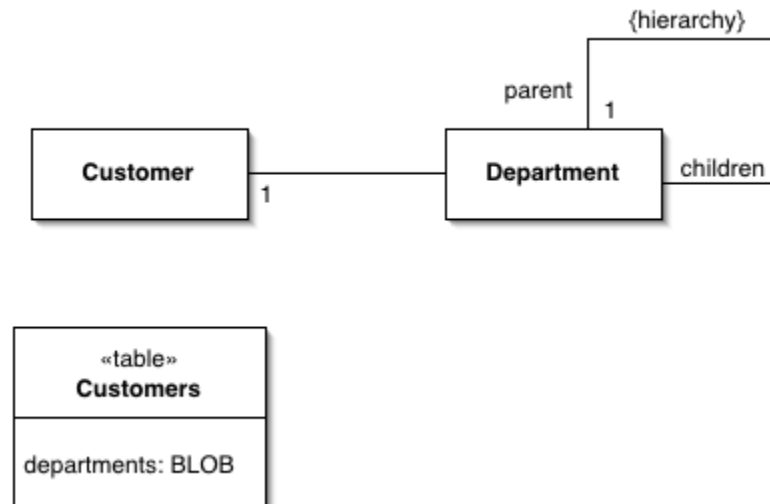 {hierarchy}
parent
1
Customer
Department
children
1
«table»
Customers
departments: BLOB